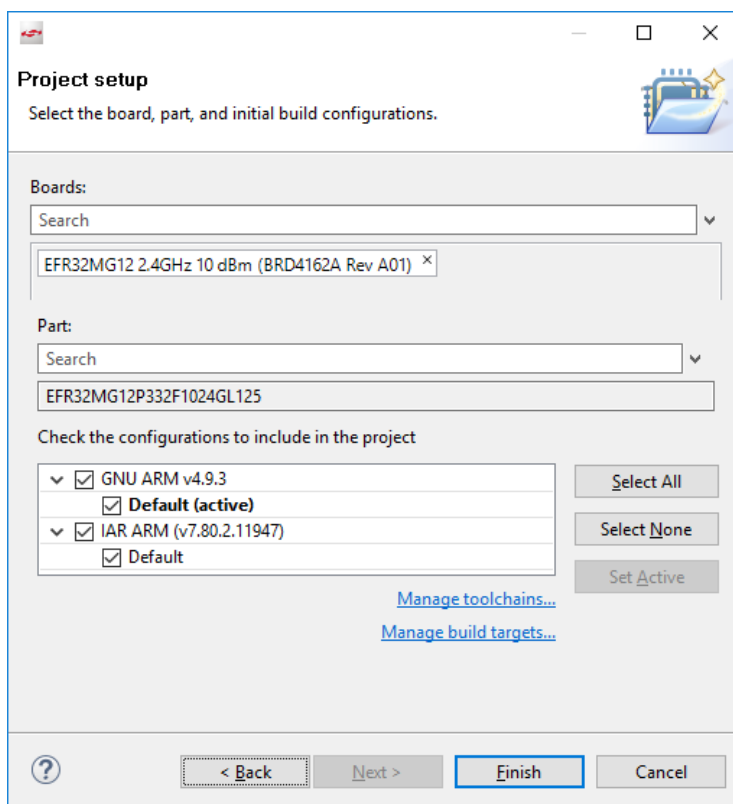 Project setup
Select the board, part, and initial build configurations.
Boards:
Search
EFR32MG12 2.4GHz 10 dBm (BRD4162A Rev A01) ×
Part:
Search
EFR32MG12P332F1024GL125
Check the configurations to include in the project
GNU ARM v4.9.3
Default (active)
IAR ARM (v7.80.2.11947)
Default
Select All
Select None
Set Active
Manage toolchains...
Manage build targets...
?
< Back
Next >
Finish
Cancel